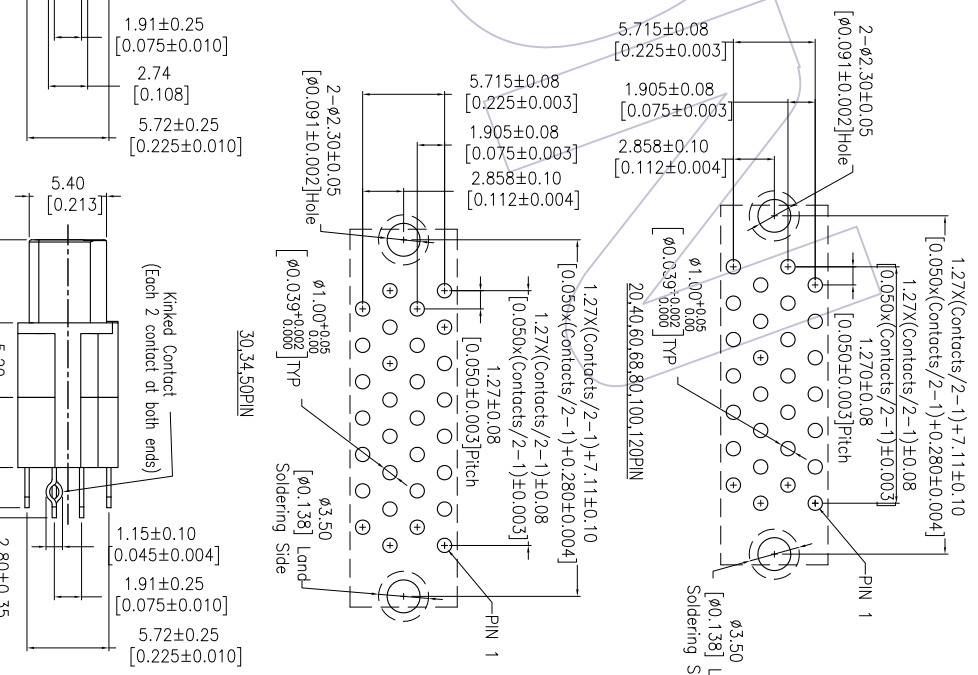 1.91±0.25
[0.075±0.010]
2.74
[0.108]
5.72±0.25
[0.225±0.010]
5.40
[0.213]
Kinked Contact
(Each 2 contact at both ends)
1.15±0.10
[0.045±0.004]
1.91±0.25
[0.075±0.010]
5.72±0.25
[0.225±0.010]
2.80±0.35
5.715±0.08
[0.225±0.003]
1.905±0.08
[0.075±0.003]
2.858±0.10
[0.112±0.004]
2-ø2.30±0.05
[ø0.091±0.002]Hole
ø1.00+0.05
0.00
[ø0.039+0.002
0.000]TYP
30,34,50PIN
1.27X(Contacts/2-1)+7.11±0.10
[0.050x(Contacts/2-1)+0.280±0.004]
1.27X(Contacts/2-1)±0.08
[0.050x(Contacts/2-1)±0.003]
1.27±0.08
[0.050±0.003]Pitch
ø3.50
[ø0.138] Land
Soldering Side
PIN 1
5.715±0.08
[0.225±0.003]
1.905±0.08
[0.075±0.003]
2.858±0.10
[0.112±0.004]
2-ø2.30±0.05
[ø0.091±0.002]Hole
ø1.00+0.05
0.00
[ø0.039+0.002
0.000]TYP
20,40,60,68,80,100,120PIN
1.27X(Contacts/2-1)+7.11±0.10
[0.050x(Contacts/2-1)+0.280±0.004]
1.27X(Contacts/2-1)±0.08
[0.050x(Contacts/2-1)±0.003]
1.270±0.08
[0.050±0.003]Pitch
ø3.50
[ø0.138] L
Soldering S
PIN 1